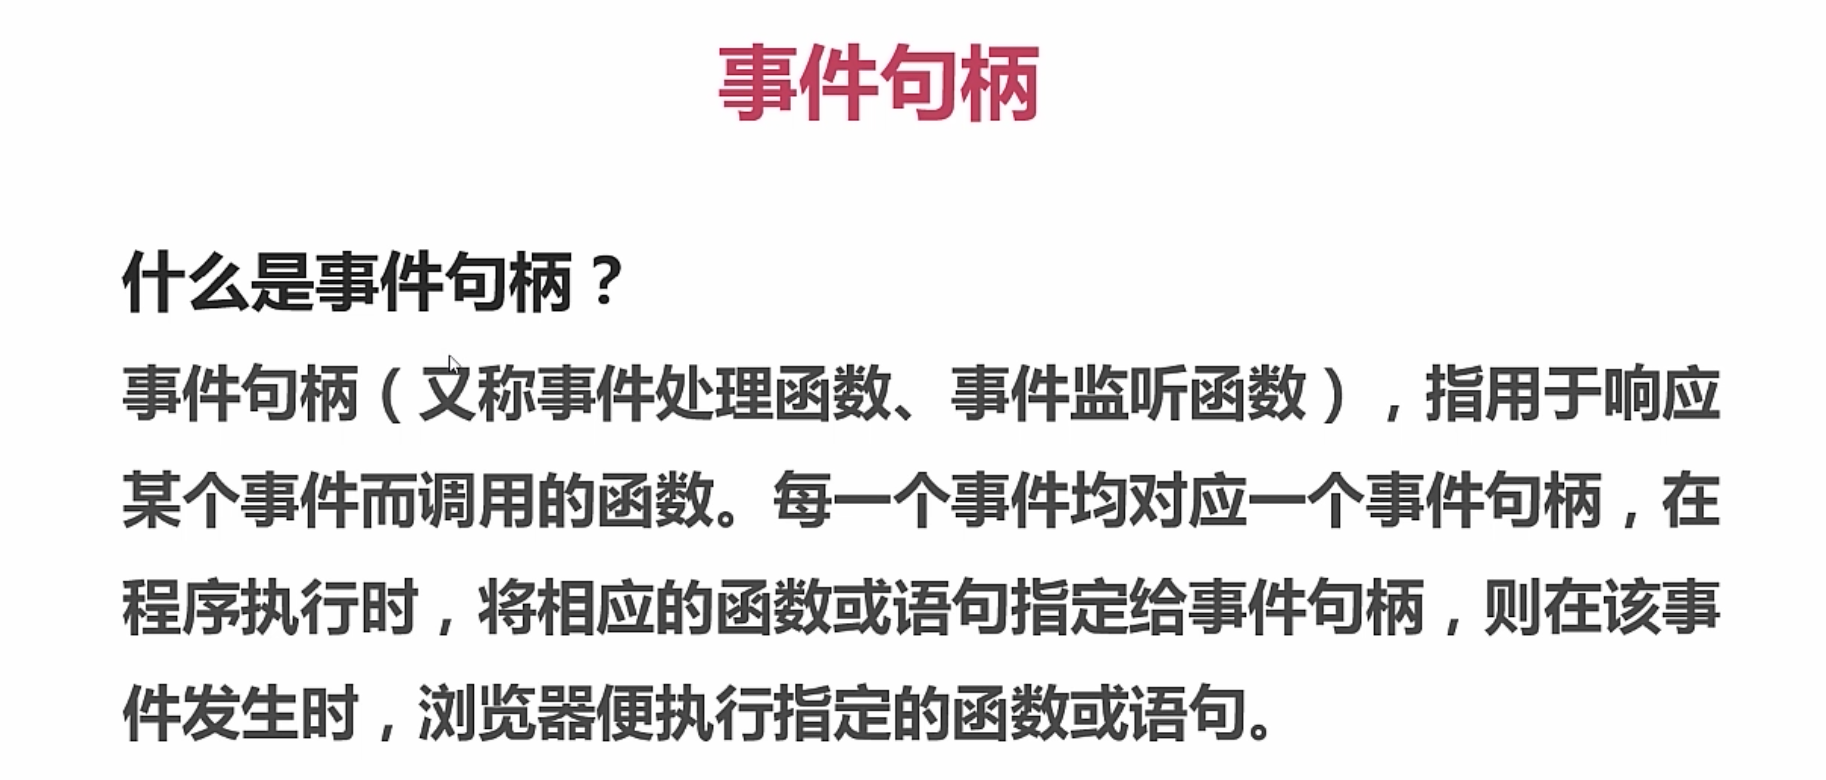 事件句柄
什么是事件句柄？
事件句柄（又称事件处理函数、事件监听函数），指用于响应
某个事件而调用的函数。每一个事件均对应一个事件句柄，在
程序执行时，将相应的函数或语句指定给事件句柄，则在该事
件发生时，浏览器便执行指定的函数或语句。